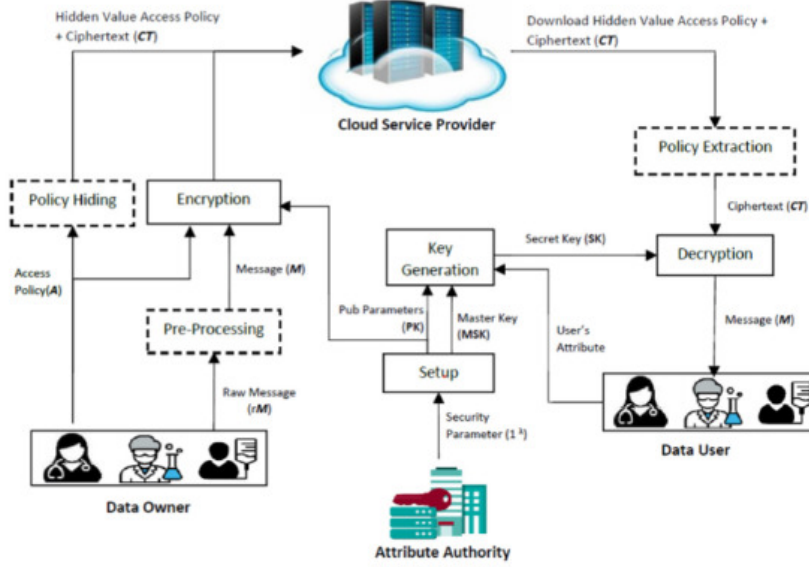 Hidden Value Access Policy
+ Ciphertext (CT)
Download Hidden Value Access Policy +
Ciphertext (CT)
Cloud Service Provider
Policy Extraction
Policy Hiding
Encryption
Ciphertext (CT)
Key
Generation
Secret Key (SK)
Decryption
Access
Policy(A)
Message (M)
Pre-Processing
Pub Parameters
(PK)
Master Key
(MSK)
User's
Attribute
Message (M)
Setup
Raw Message
(rM)
Security
Parameter (1 λ)
Data Owner
Data User
Attribute Authority